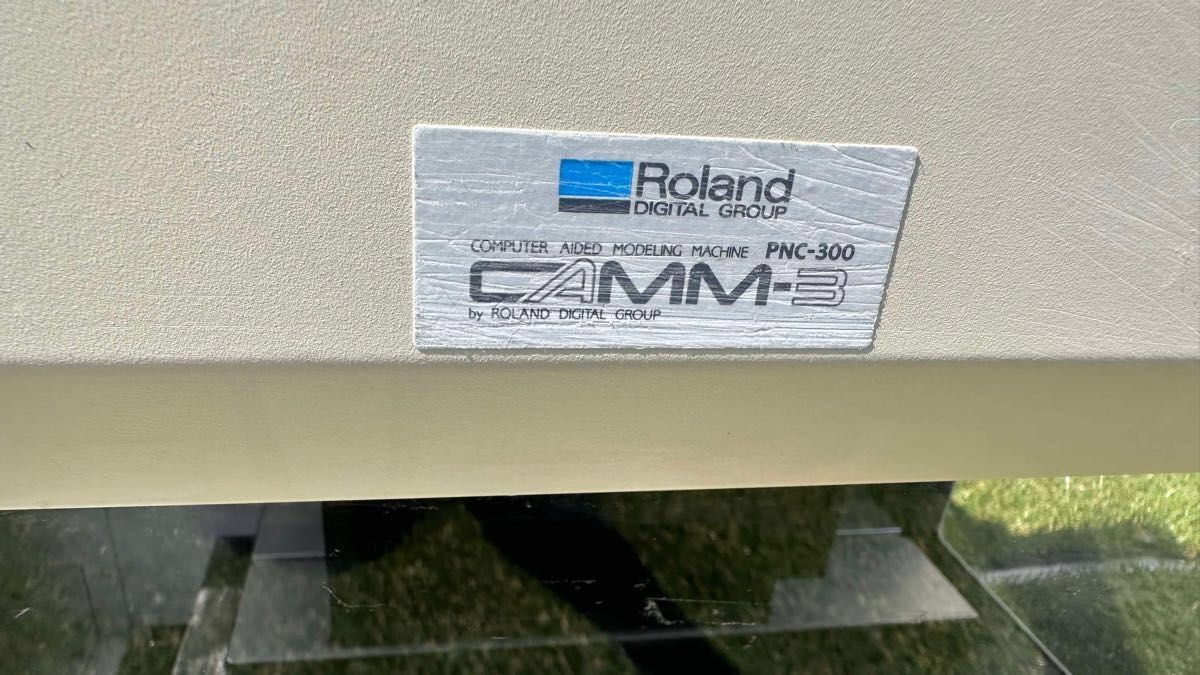 Roland
DIGITAL GROUP
COMPUTER AIDED MODELING MACHINE PNC-300
CAMM-3
by ROLAND DIGITAL GROUP